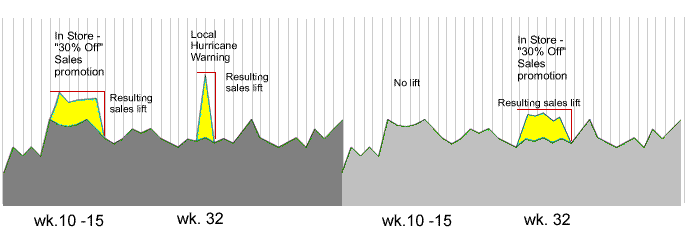 In Store -
"30% Off"
Sales
promotion
Resulting
sales lift
Local
Hurricane
Warning
Resulting
sales lift
No lift
In Store -
"30% Off"
Sales
promotion
Resulting sales lift
wk.10 -15
wk. 32
wk.10 -15
wk. 32